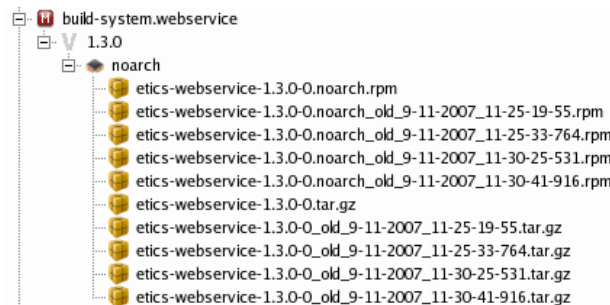 build-system.webservice
1.3.0
noarch
etics-webservice-1.3.0-0.noarch.rpm
etics-webservice-1.3.0-0.noarch_old_9-11-2007_11-25-19-55.rpm
etics-webservice-1.3.0-0.noarch_old_9-11-2007_11-25-33-764.rpm
etics-webservice-1.3.0-0.noarch_old_9-11-2007_11-30-25-531.rpm
etics-webservice-1.3.0-0.noarch_old_9-11-2007_11-30-41-916.rpm
etics-webservice-1.3.0-0.tar.gz
etics-webservice-1.3.0-0_old_9-11-2007_11-25-19-55.tar.gz
etics-webservice-1.3.0-0_old_9-11-2007_11-25-33-764.tar.gz
etics-webservice-1.3.0-0_old_9-11-2007_11-30-25-531.tar.gz
etics-webservice-1.3.0-0_old_9-11-2007_11-30-41-916.tar.gz